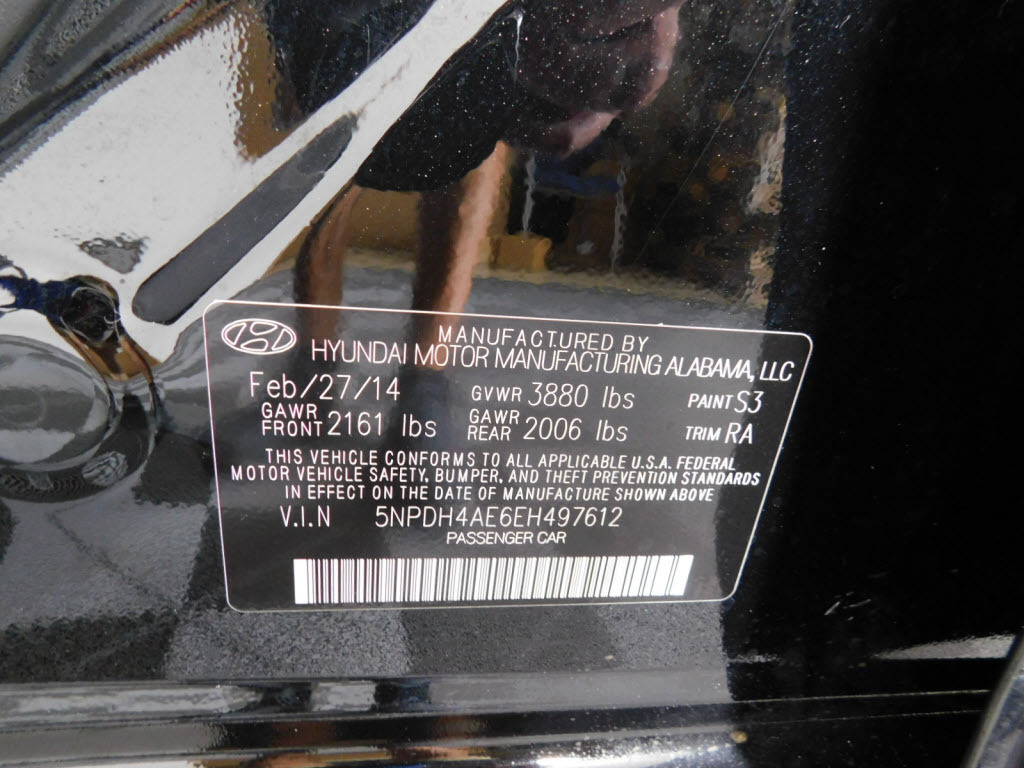 MANUFACTURED BY
HYUNDAI MOTOR MANUFACTURING ALABAMA, LLC
Feb/27/14 GVWR 3880 lbs PAINT S3
GAWR FRONT 2161 lbs GAWR REAR 2006 lbs TRIM RA
THIS VEHICLE CONFORMS TO ALL APPLICABLE U.S.A. FEDERAL
MOTOR VEHICLE SAFETY, BUMPER, AND THEFT PREVENTION STANDARDS
IN EFFECT ON THE DATE OF MANUFACTURE SHOWN ABOVE
V.I.N 5NPDH4AE6EH497612
PASSENGER CAR